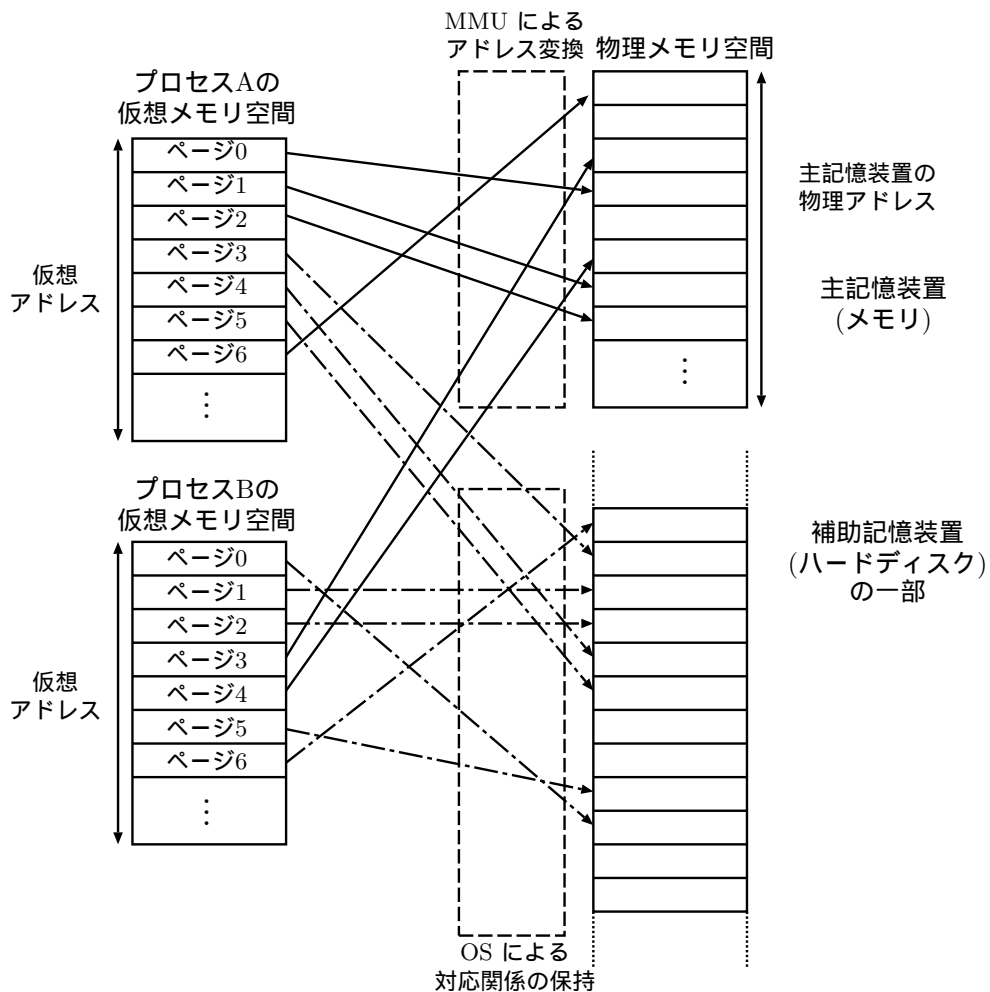 MMU による
アドレス変換
物理メモリ空間
プロセスAの
仮想メモリ空間
ページ0
ページ1
ページ2
ページ3
ページ4
ページ5
ページ6
⋮
仮想
アドレス
⋮
主記憶装置の
物理アドレス
主記憶装置
(メモリ)
プロセスBの
仮想メモリ空間
ページ0
ページ1
ページ2
ページ3
ページ4
ページ5
ページ6
⋮
仮想
アドレス
補助記憶装置
(ハードディスク)
の一部
OS による
対応関係の保持